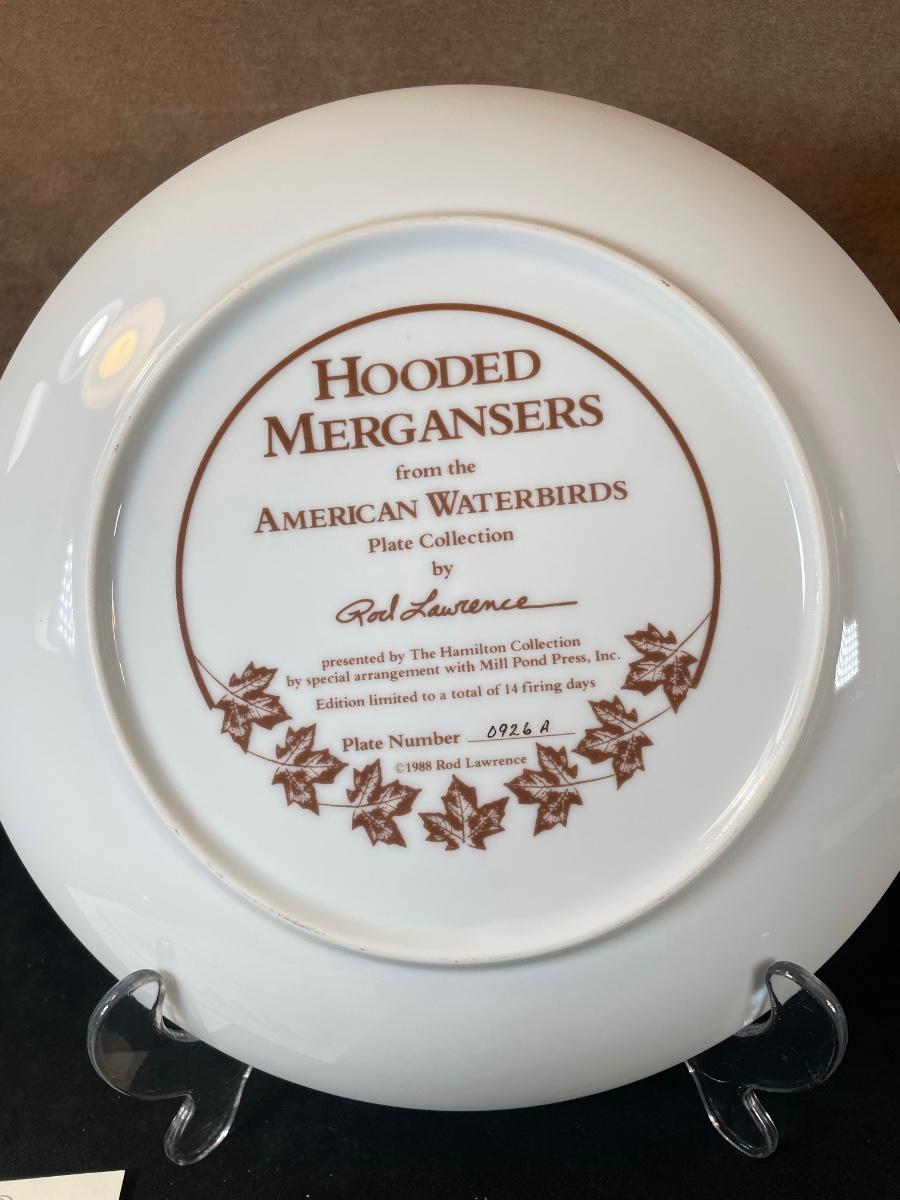 HOODED
MERGANSERS
from the
AMERICAN WATERBIRDS
Plate Collection
by
Rod Lawrence
presented by The Hamilton Collection
by special arrangement with Mill Pond Press, Inc.
Edition limited to a total of 14 firing days
Plate Number 0926 A
©1988 Rod Lawrence